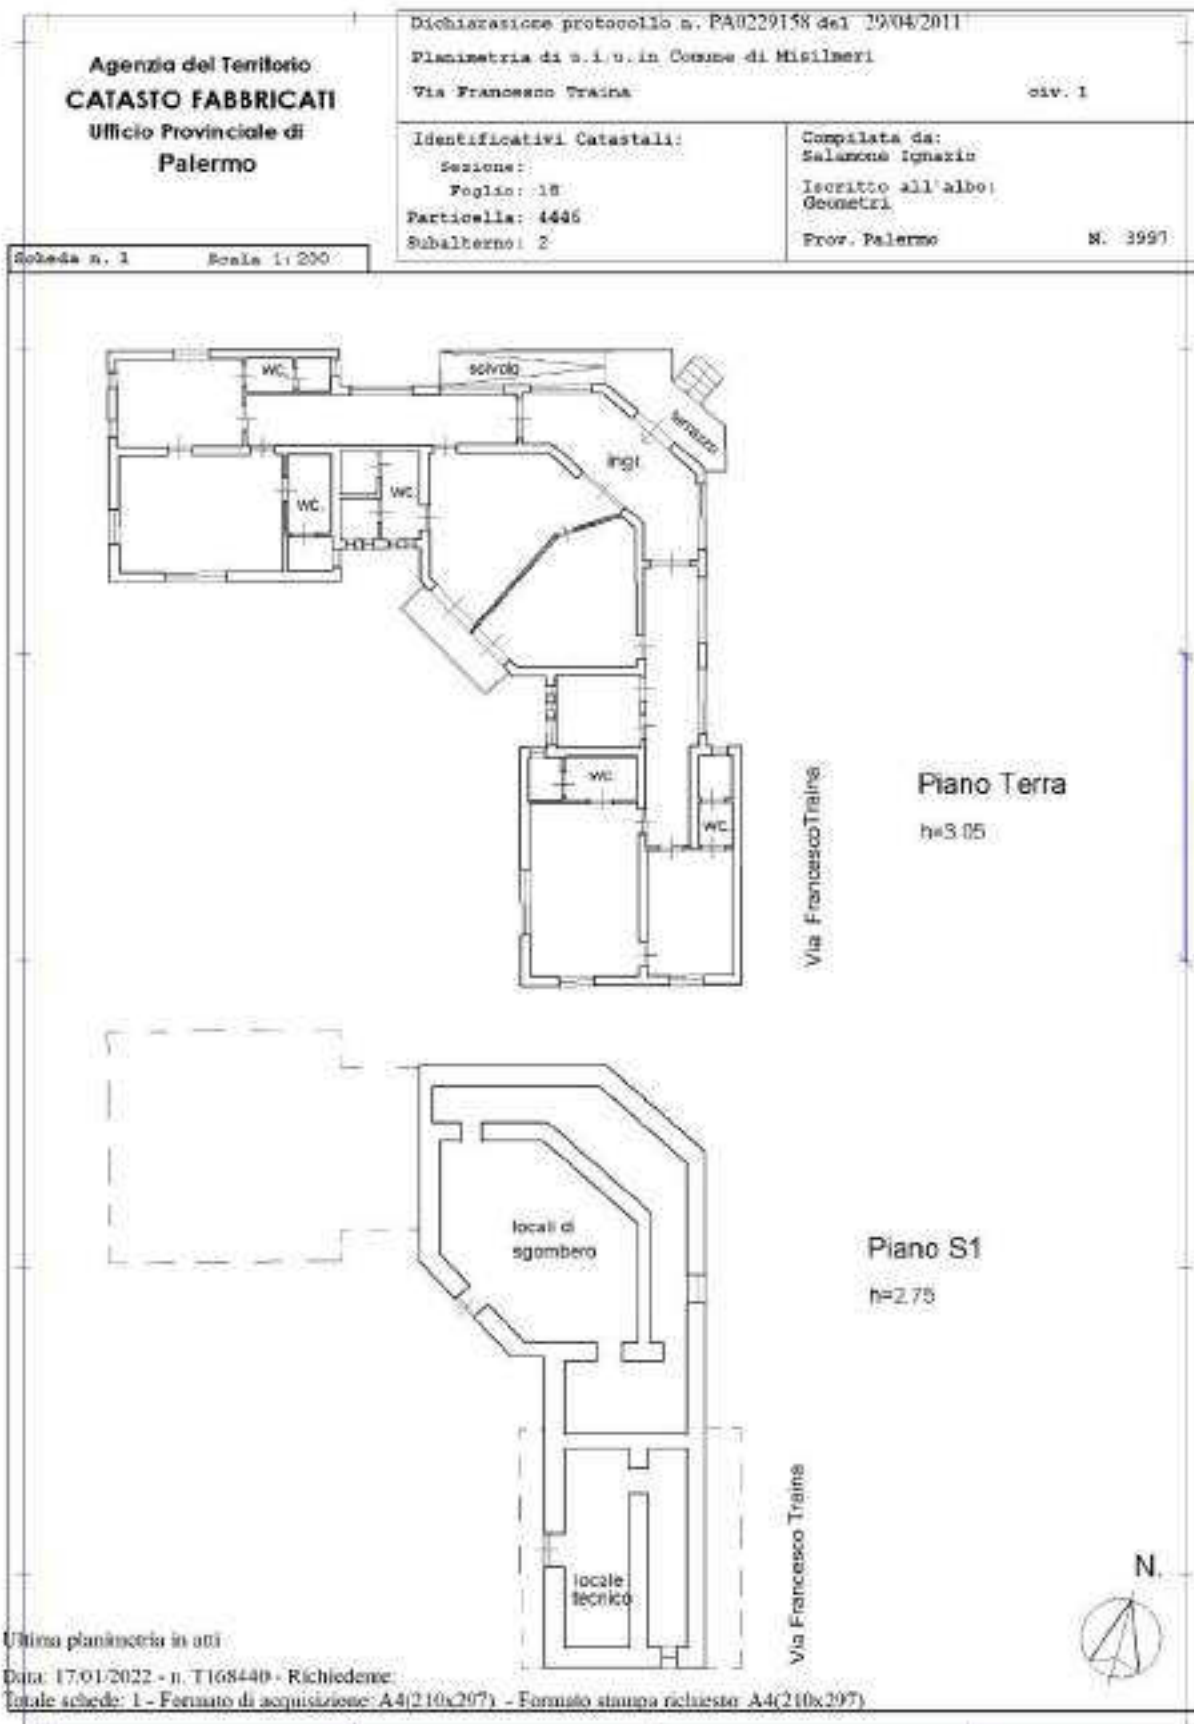 Agenzia del Territorio
CATASTO FABBRICATI
Ufficio Provinciale di
Palermo
Dichiarazione protocollo n. PA0229158 del 29/04/2011
Planimetria di u.i.u. in Comune di Misilmeri
Via Francesco Traina civ. 1
Identificativi Catastali:
Sezione:
Foglio: 18
Particella: 4446
Subalterno: 2
Compilata da:
Salamone Ignazio
Iscritto all'albo:
Geometri
Prov. Palermo N. 3997
Scheda n. 1 Scala 1:200
wc.
scivolo
terrazzo
ingr.
wc.
wc.
wc.
wc.
Via FrancescoTraina
Piano Terra
h=3.05
locali di
sgombero
Piano S1
h=2.75
locale
tecnico
Via Francesco Traina
N.
Ultima planimetria in atti
Data: 17/01/2022 - n. T168440 - Richiedente:
Totale schede: 1 - Formato di acquisizione: A4(210x297) - Formato stampa richiesto: A4(210x297)